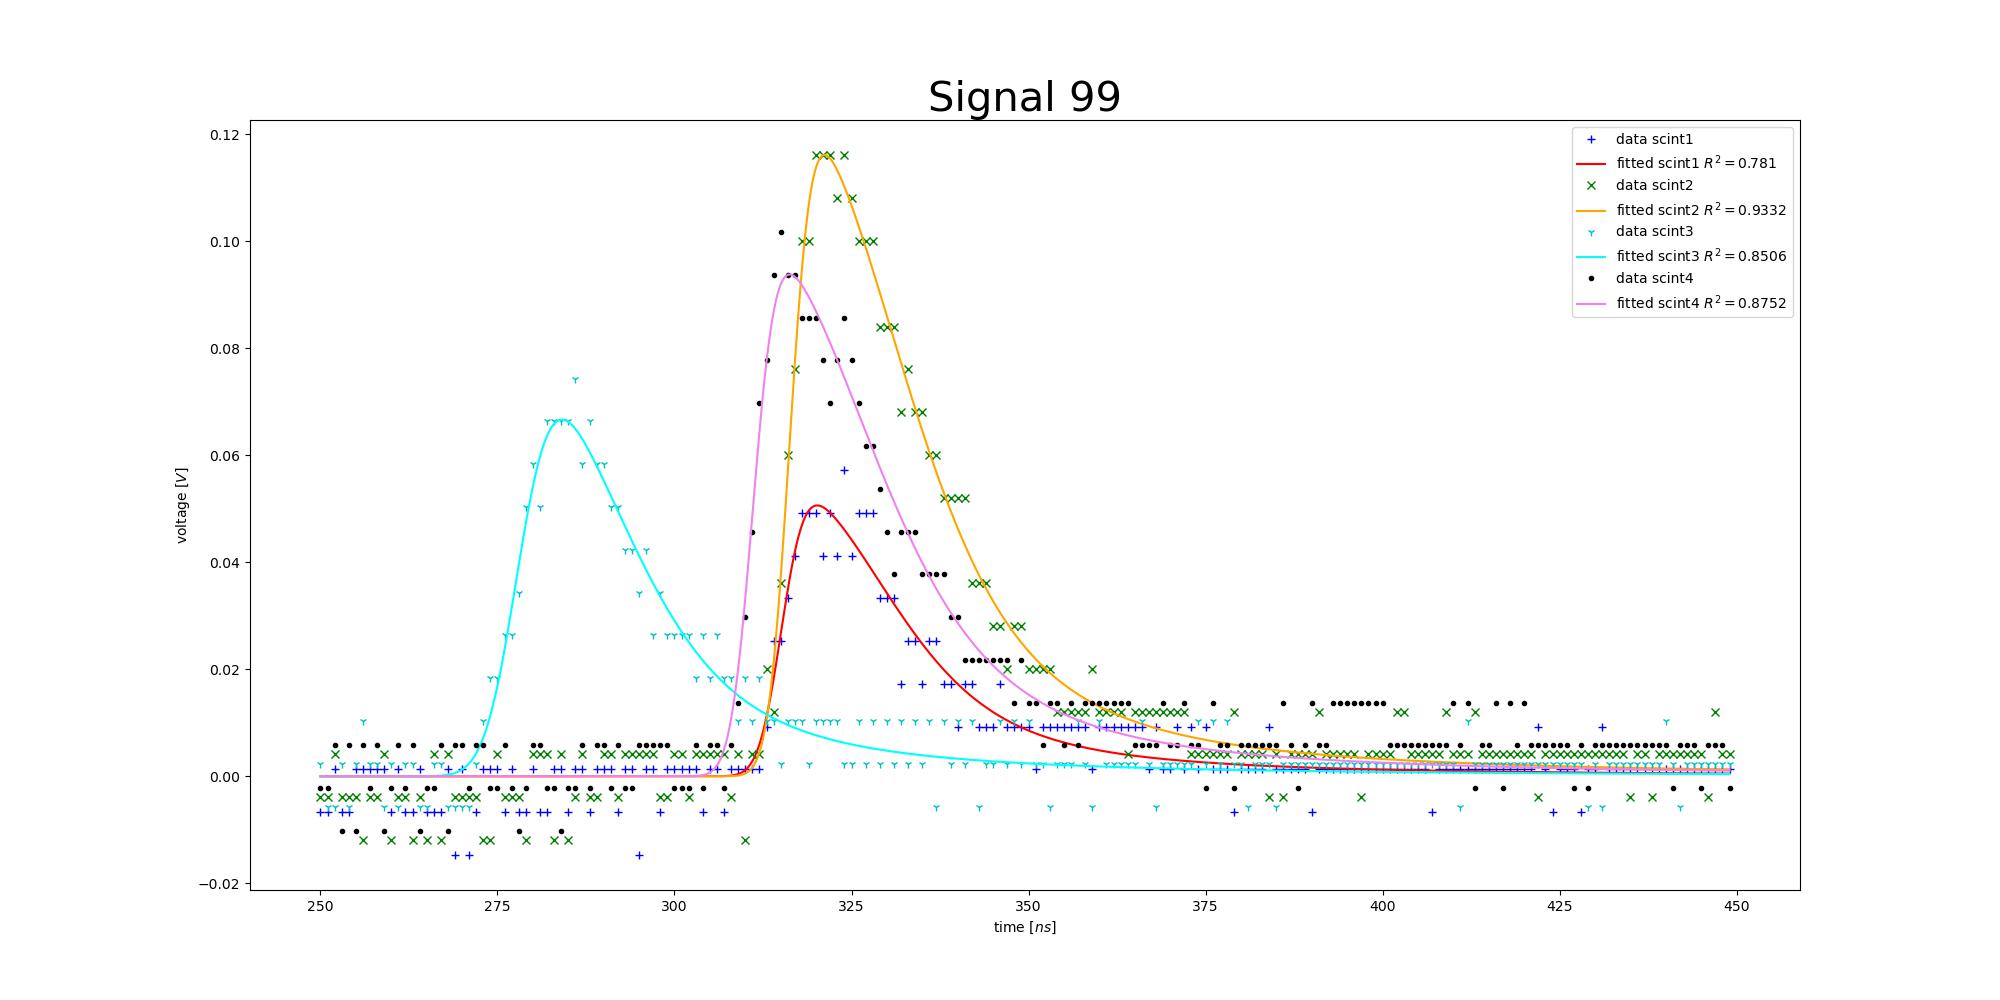 Signal 99
0.12
0.10
0.08
0.06
0.04
0.02
0.00
−0.02
voltage [V]
250
275
300
325
350
375
400
425
450
time [ns]
data scint1
fitted scint1 R² = 0.781
data scint2
fitted scint2 R² = 0.9332
data scint3
fitted scint3 R² = 0.8506
data scint4
fitted scint4 R² = 0.8752